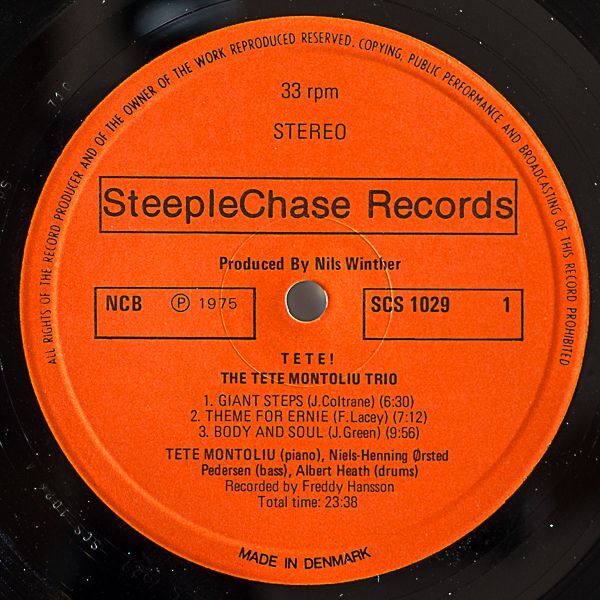 ALL RIGHTS OF THE RECORD PRODUCER AND OF THE OWNER OF THE WORK REPRODUCED RESERVED. COPYING, PUBLIC PERFORMANCE AND BROADCASTING OF THIS RECORD PROHIBITED
33 rpm
STEREO
SteepleChase Records
Produced By Nils Winther
NCB Ⓟ 1975
SCS 1029 1
TETE!
THE TETE MONTOLIU TRIO
1. GIANT STEPS (J.Coltrane) (6:30)
2. THEME FOR ERNIE (F.Lacey) (7:12)
3. BODY AND SOUL (J.Green) (9:56)
TETE MONTOLIU (piano), Niels-Henning Ørsted
Pedersen (bass), Albert Heath (drums)
Recorded by Freddy Hansson
Total time: 23:38
MADE IN DENMARK